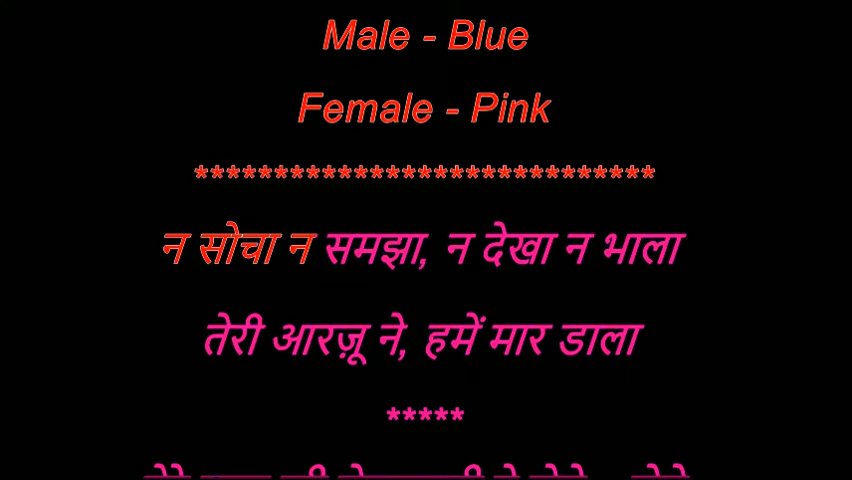 Male - Blue
Female - Pink
*****************************
न सोचा न समझा, न देखा न भाला
तेरी आरज़ू ने, हमें मार डाला
*****